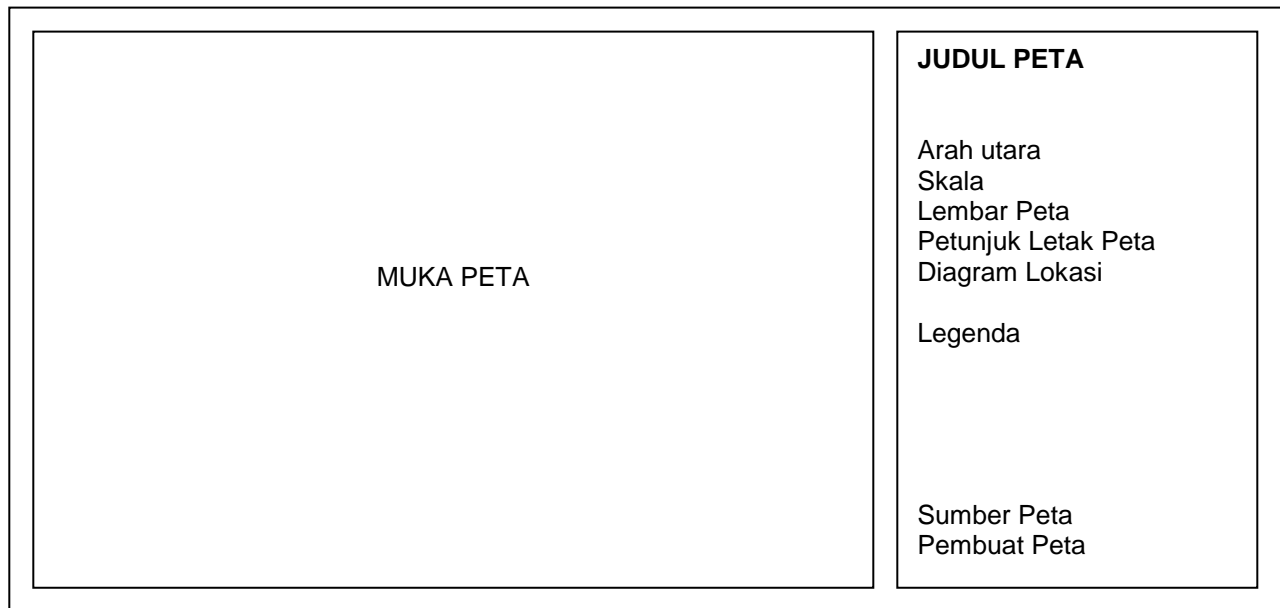 JUDUL PETA
Arah utara
Skala
Lembar Peta
Petunjuk Letak Peta
Diagram Lokasi
MUKA PETA
Legenda
Sumber Peta
Pembuat Peta